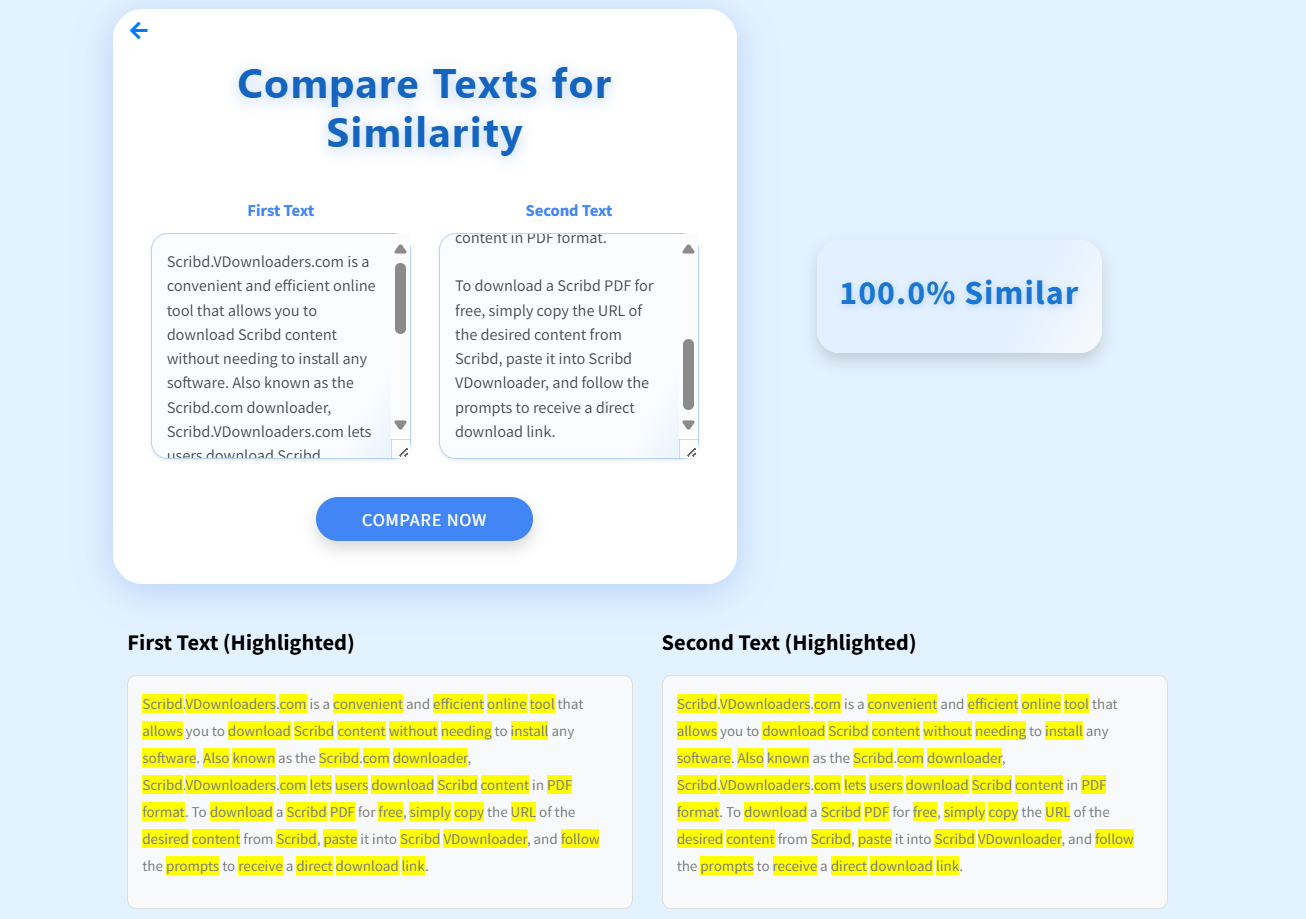 Compare Texts for
Similarity
First Text
Scribd.VDownloaders.com is a
convenient and efficient online
tool that allows you to
download Scribd content
without needing to install any
software. Also known as the
Scribd.com downloader,
Scribd.VDownloaders.com lets
users download Scribd
Second Text
content in PDF format.
To download a Scribd PDF for
free, simply copy the URL of
the desired content from
Scribd, paste it into Scribd
VDownloader, and follow the
prompts to receive a direct
download link.
100.0% Similar
COMPARE NOW
First Text (Highlighted)
Scribd.VDownloaders.com is a convenient and efficient online tool that
allows you to download Scribd content without needing to install any
software. Also known as the Scribd.com downloader,
Scribd.VDownloaders.com lets users download Scribd content in PDF
format. To download a Scribd PDF for free, simply copy the URL of the
desired content from Scribd, paste it into Scribd VDownloader, and follow
the prompts to receive a direct download link.
Second Text (Highlighted)
Scribd.VDownloaders.com is a convenient and efficient online tool that
allows you to download Scribd content without needing to install any
software. Also known as the Scribd.com downloader,
Scribd.VDownloaders.com lets users download Scribd content in PDF
format. To download a Scribd PDF for free, simply copy the URL of the
desired content from Scribd, paste it into Scribd VDownloader, and follow
the prompts to receive a direct download link.